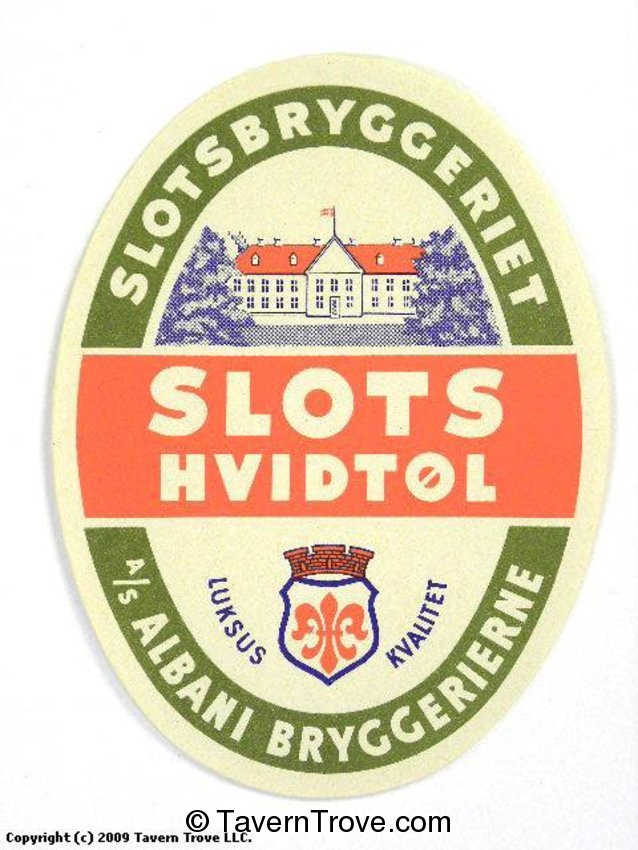 SLOTSBRYGGERIET
SLOTS
HVIDTØL
LUKSUS KVALITET
A/S ALBANI BRYGGERIERNE
© TavernTrove.com
Copyright (c) 2009 Tavern Trove LLC.